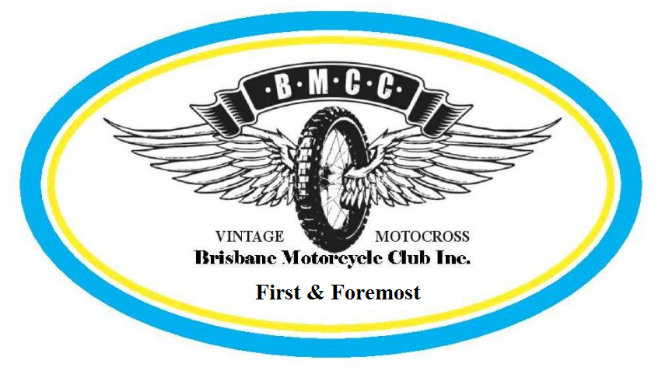 ·B·M·C·C·
VINTAGE MOTOCROSS
Brisbane Motorcycle Club Inc.
First & Foremost